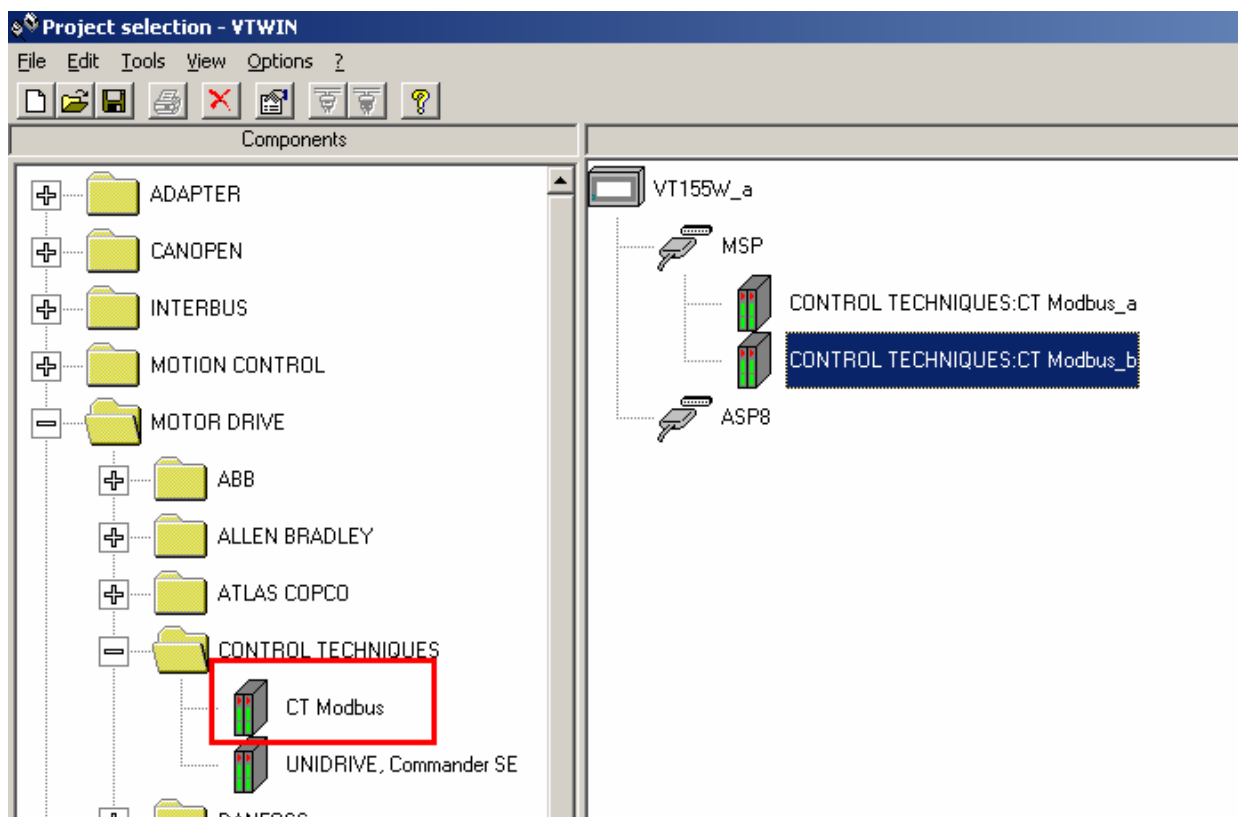 Project selection - VTWIN
File Edit Tools View Options ?
Components
ADAPTER
CANOPEN
INTERBUS
MOTION CONTROL
MOTOR DRIVE
ABB
ALLEN BRADLEY
ATLAS COPCO
CONTROL TECHNIQUES
CT Modbus
UNIDRIVE, Commander SE
VT155W_a
MSP
CONTROL TECHNIQUES:CT Modbus_a
CONTROL TECHNIQUES:CT Modbus_b
ASP8